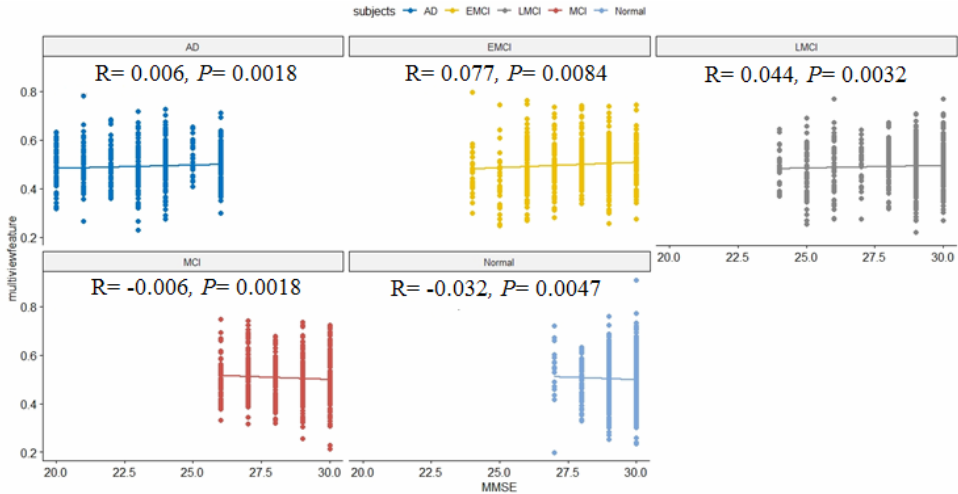 subjects AD EMCI LMCI MCI Normal
AD EMCI LMCI
R= 0.006, P= 0.0018 R= 0.077, P= 0.0084 R= 0.044, P= 0.0032
0.8
0.6
0.4
0.2
20.0 22.5 25.0 27.5 30.0
MCI Normal
R= -0.006, P= 0.0018 R= -0.032, P= 0.0047
0.8
0.6
0.4
0.2
20.0 22.5 25.0 27.5 30.0 20.0 22.5 25.0 27.5 30.0
multiviewfeature
MMSE